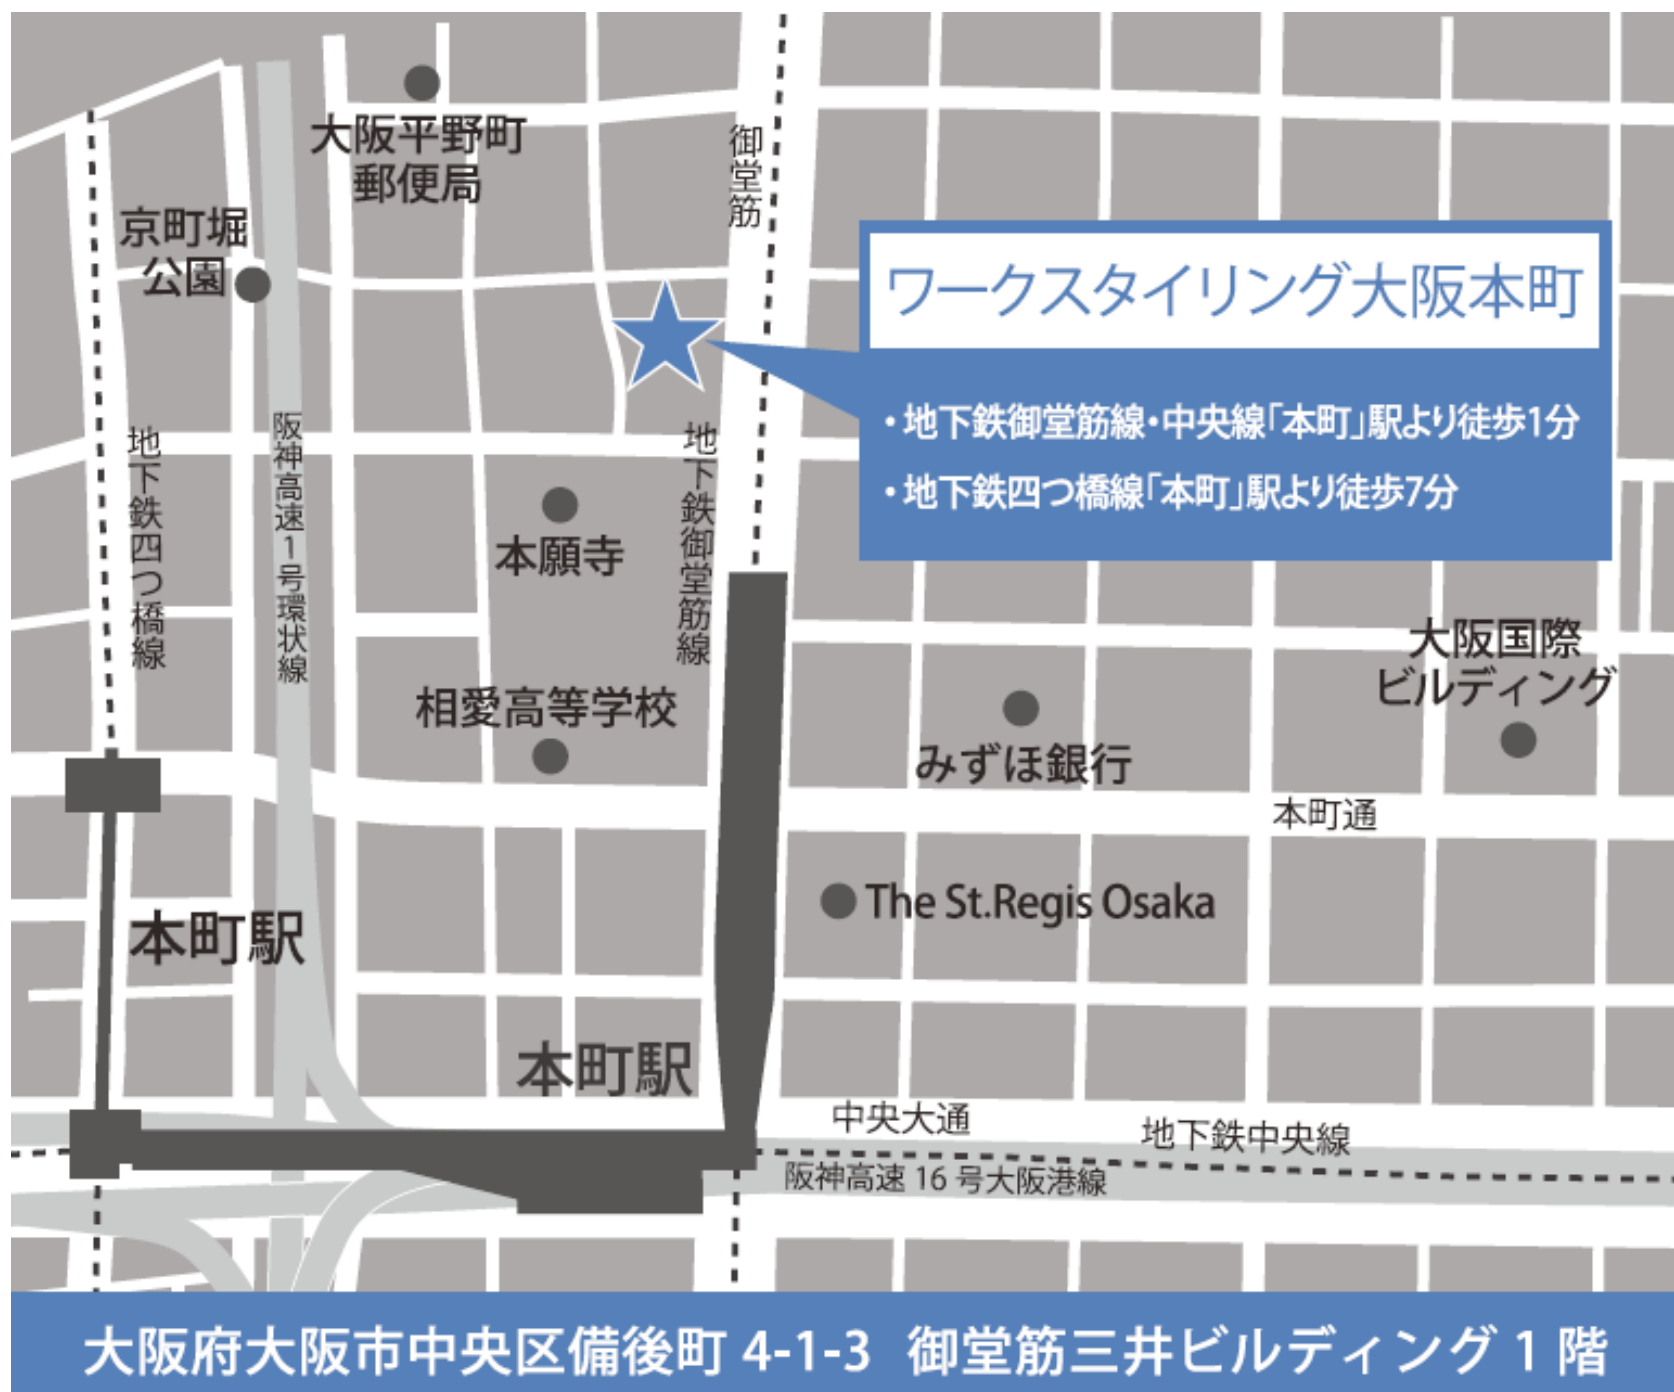 大阪平野町
郵便局
御堂筋
京町堀
公園
ワークスタイリング大阪本町
・地下鉄御堂筋線・中央線「本町」駅より徒歩1分
・地下鉄四つ橋線「本町」駅より徒歩7分
地下鉄四つ橋線
阪神高速1号環状線
地下鉄御堂筋線
本願寺
大阪国際
ビルディング
相愛高等学校
みずほ銀行
本町通
The St.Regis Osaka
本町駅
本町駅
中央大通
地下鉄中央線
阪神高速 16 号大阪港線
大阪府大阪市中央区備後町 4-1-3 御堂筋三井ビルディング 1 階